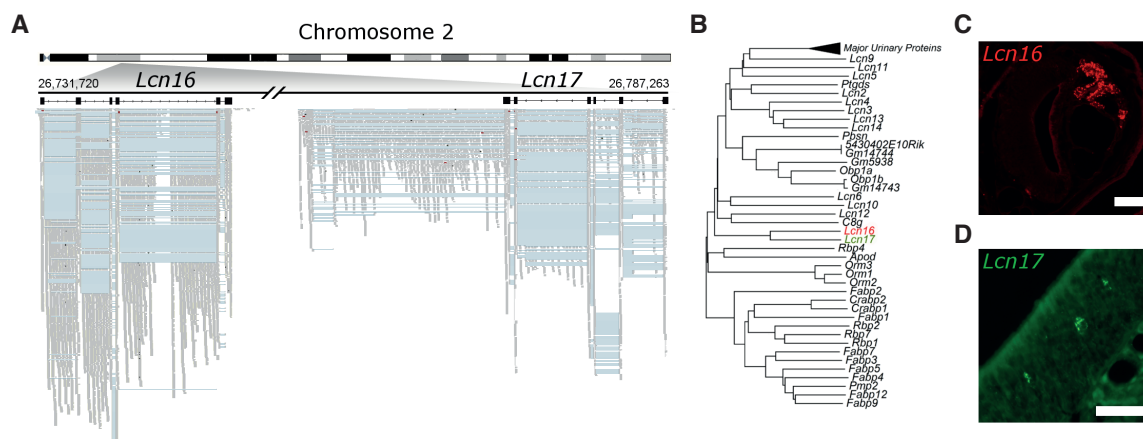 A
Chromosome 2
26,731,720
Lcn16
Lcn17
26,787,263
B
Major Urinary Proteins
Lcn9
Lcn11
Lcn5
Ptgds
Lcn2
Lcn4
Lcn3
Lcn13
Lcn14
Pbsn
5430402E10Rik
Gm14744
Gm5938
Obp1a
Obp1b
Gm14743
Lcn6
Lcn10
Lcn12
C8g
Lcn16
Lcn17
Rbp4
Apod
Orm3
Orm1
Orm2
Fabp2
Crabp2
Crabp1
Fabp1
Rbp2
Rbp7
Rbp1
Fabp7
Fabp3
Fabp5
Fabp4
Pmp2
Fabp12
Fabp9
C
Lcn16
D
Lcn17